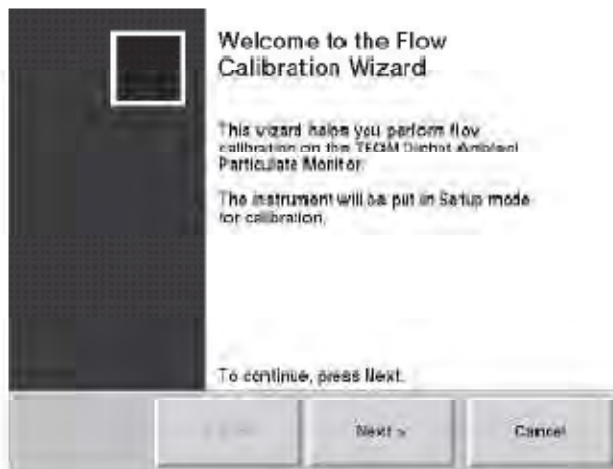 Welcome to the Flow
Calibration Wizard
This wizard helps you perform flow
calibration on the TEOM Dichot Ambient
Particulate Monitor.
The instrument will be put in Setup mode
for calibration.
To continue, press Next.
Next >
Cancel